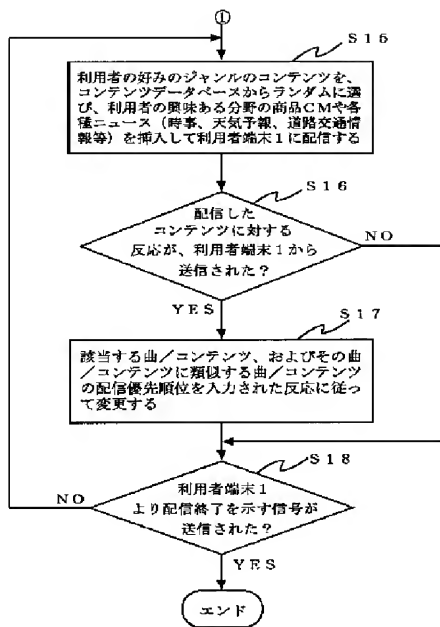 ①
S15
利用者の好みのジャンルのコンテンツを、
コンテンツデータベースからランダムに選
び、利用者の興味ある分野の商品CMや各
種ニュース（時事、天気予報、道路交通情
報等）を挿入して利用者端末1に配信する
S16
配信した
コンテンツに対する
反応が、利用者端末1から
送信された？
NO
YES
S17
該当する曲／コンテンツ、およびその曲
／コンテンツに類似する曲／コンテンツ
の配信優先順位を入力された反応に従っ
て変更する
S18
利用者端末1
より配信終了を示す信号が
送信された？
NO
YES
エンド